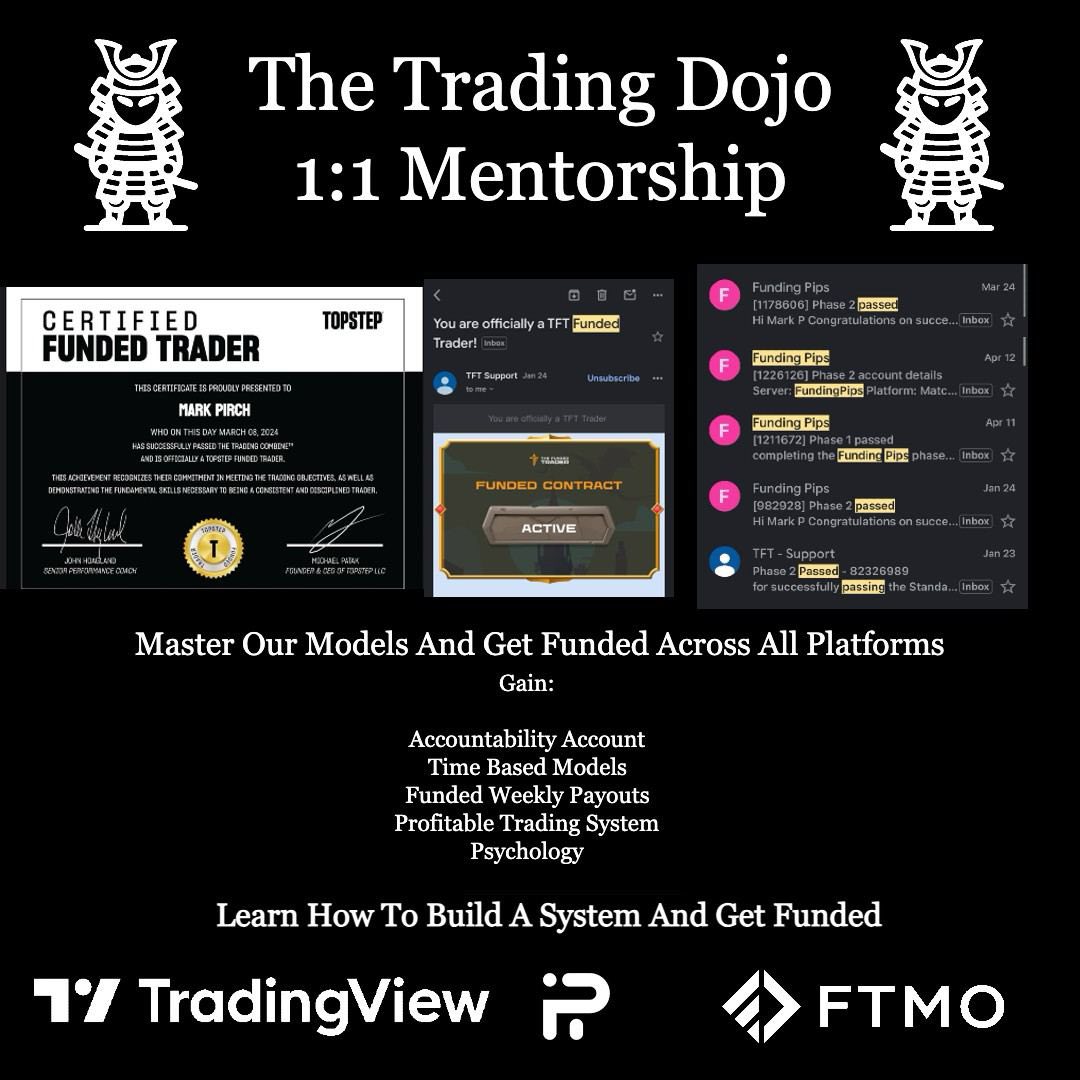 The Trading Dojo
1:1 Mentorship
CERTIFIED
FUNDED TRADER
TOPSTEP
THIS CERTIFICATE IS PROUDLY PRESENTED TO
MARK PIRCH
WHO ON THIS DAY MARCH 08, 2024
HAS SUCCESSFULLY PASSED THE TRADING COMBINE™
AND IS OFFICIALLY A TOPSTEP FUNDED TRADER.
THIS ACHIEVEMENT RECOGNIZES THEIR COMMITMENT IN MEETING THE TRADING OBJECTIVES, AS WELL AS
DEMONSTRATING THE FUNDAMENTAL SKILLS NECESSARY TO BEING A CONSISTENT AND DISCIPLINED TRADER.
JOHN HOAGLAND
SENIOR PERFORMANCE COACH
TOPSTEP
T
FUNDED
TRADER
MICHAEL PATAK
FOUNDER & CEO OF TOPSTEP LLC
You are officially a TFT Funded
Trader! Inbox
TFT Support Jan 24
to me
Unsubscribe
You are officially a TFT Trader
THE FUNDED
TRADER
FUNDED CONTRACT
ACTIVE
F
Funding Pips Mar 24
[1178606] Phase 2 passed
Hi Mark P Congratulations on succe... Inbox
F
Funding Pips Apr 12
[1226126] Phase 2 account details
Server: FundingPips Platform: Matc... Inbox
F
Funding Pips Apr 11
[1211672] Phase 1 passed
completing the Funding Pips phase... Inbox
F
Funding Pips Jan 24
[982928] Phase 2 passed
Hi Mark P Congratulations on succe... Inbox
TFT - Support Jan 23
Phase 2 Passed - 82326989
for successfully passing the Standa... Inbox
Master Our Models And Get Funded Across All Platforms
Gain:
Accountability Account
Time Based Models
Funded Weekly Payouts
Profitable Trading System
Psychology
Learn How To Build A System And Get Funded
TradingView
FTMO